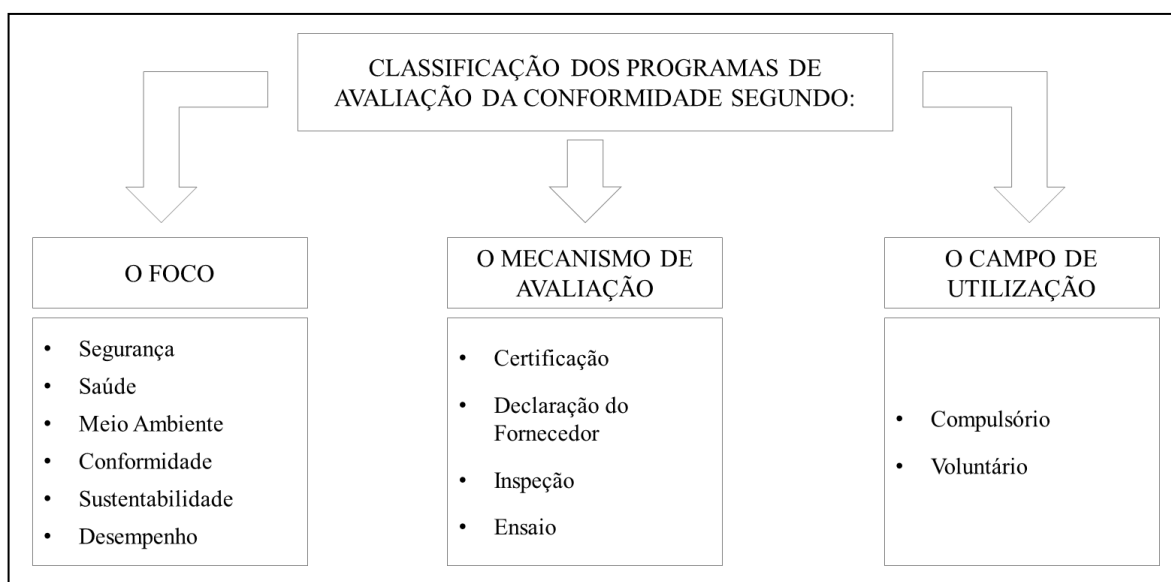 CLASSIFICAÇÃO DOS PROGRAMAS DE
AVALIAÇÃO DA CONFORMIDADE SEGUNDO:
O FOCO
• Segurança
• Saúde
• Meio Ambiente
• Conformidade
• Sustentabilidade
• Desempenho
O MECANISMO DE
AVALIAÇÃO
• Certificação
• Declaração do
Fornecedor
• Inspeção
• Ensaio
O CAMPO DE
UTILIZAÇÃO
• Compulsório
• Voluntário